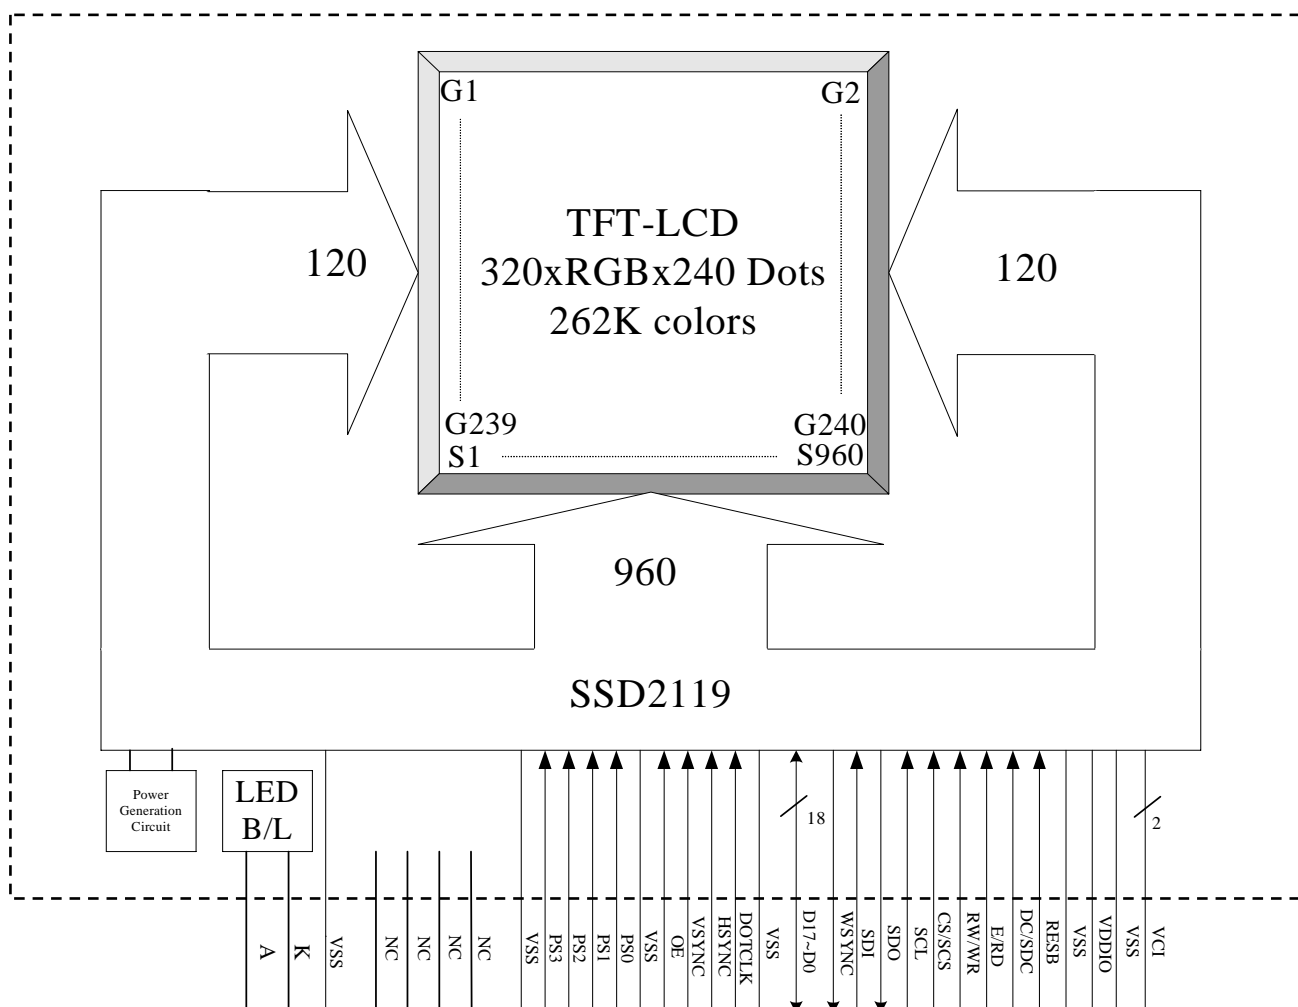 G1
G2
TFT-LCD
320xRGBx240 Dots
262K colors
120
120
G239
G240
S1
S960
960
SSD2119
Power
Generation
Circuit
LED
B/L
18
2
A
K
VSS
NC
NC
NC
NC
VSS
PS3
PS2
PS1
PS0
VSS
OE
VSYNC
HSYNC
DOTCLK
VSS
D17~D0
WSYNC
SDI
SDO
SCL
CS/SCS
RW/WR
E/RD
DC/SDC
RESB
VSS
VDDIO
VSS
VCI